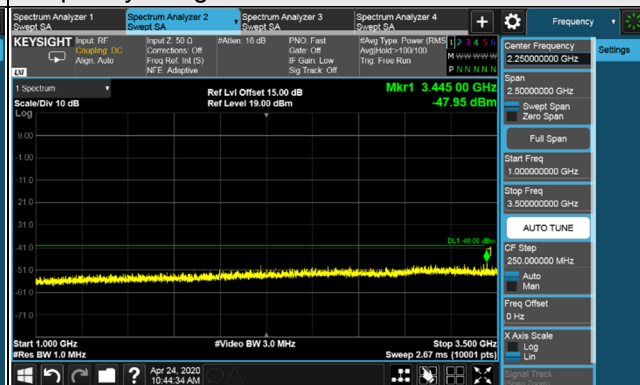 Spectrum Analyzer 1
Swept SA
Spectrum Analyzer 2
Swept SA
Spectrum Analyzer 3
Swept SA
Spectrum Analyzer 4
Swept SA
+
Frequency
KEYSIGHT
Input: RF
Coupling: DC
Align: Auto
Input Z: 50 Ω
Corrections: Off
Freq Ref: Int (S)
NFE: Adaptive
#Atten: 16 dB
PNO: Fast
Gate: Off
IF Gain: Low
Sig Track: Off
#Avg Type: Power (RMS
Avg|Hold:>100/100
Trig: Free Run
1 2 3 4 5 6
M W W W W W
P N N N N N
LXI
1 Spectrum
Scale/Div 10 dB
Log
Ref Lvl Offset 15.00 dB
Ref Level 19.00 dBm
Mkr1 3.445 00 GHz
-47.95 dBm
9.00
-1.00
-11.0
-21.0
-31.0
-41.0
-51.0
-61.0
-71.0
DL1 -40.00 dBm
1
Start 1.000 GHz
#Res BW 1.0 MHz
#Video BW 3.0 MHz
Stop 3.500 GHz
Sweep 2.67 ms (10001 pts)
Center Frequency
2.250000000 GHz
Span
2.50000000 GHz
Swept Span
Zero Span
Full Span
Start Freq
1.000000000 GHz
Stop Freq
3.500000000 GHz
AUTO TUNE
CF Step
250.000000 MHz
Auto
Man
Freq Offset
0 Hz
X Axis Scale
Log
Lin
Signal Track
Settings
?
Apr 24, 2020
10:44:34 AM